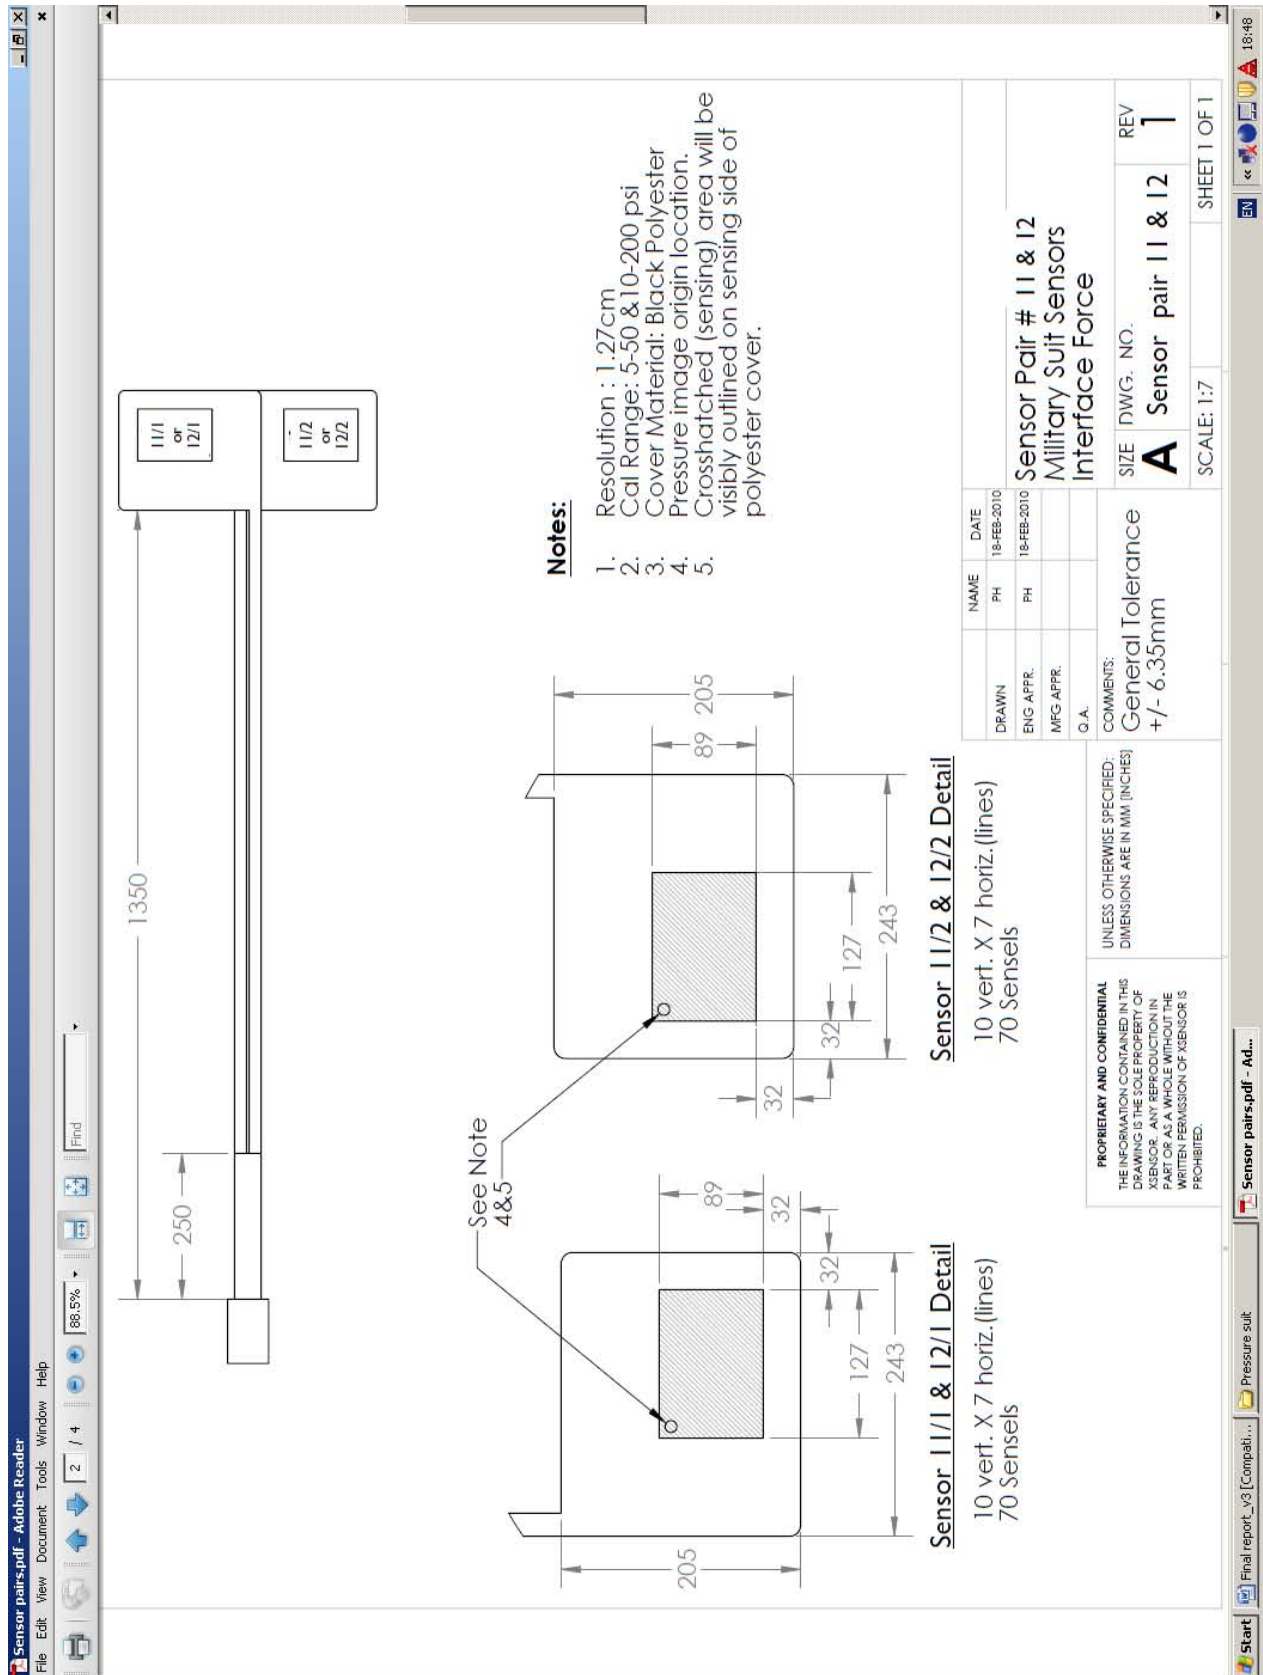 Sensor pairs.pdf - Adobe Reader
File Edit View Document Tools Window Help
2 / 4
88.5%
Find
1350
250
11/1
or
12/1
11/2
or
12/2
See Note
4&5
205
89
32
32
127
243
Sensor 11/1 & 12/1 Detail
10 vert. X 7 horiz.(lines)
70 Sensels
205
89
32
32
127
243
Sensor 11/2 & 12/2 Detail
10 vert. X 7 horiz.(lines)
70 Sensels
Notes:
1. Resolution : 1.27cm
2. Cal Range: 5-50 &10-200 psi
3. Cover Material: Black Polyester
4. Pressure image origin location.
5. Crosshatched (sensing) area will be
visibly outlined on sensing side of
polyester cover.
PROPRIETARY AND CONFIDENTIAL
THE INFORMATION CONTAINED IN THIS
DRAWING IS THE SOLE PROPERTY OF
XSENSOR. ANY REPRODUCTION IN
PART OR AS A WHOLE WITHOUT THE
WRITTEN PERMISSION OF XSENSOR IS
PROHIBITED.
UNLESS OTHERWISE SPECIFIED:
DIMENSIONS ARE IN MM [INCHES]
NAME DATE
DRAWN PH 18-FEB-2010
ENG APPR. PH 18-FEB-2010
MFG APPR.
Q.A.
COMMENTS:
General Tolerance
+/- 6.35mm
Sensor Pair # 11 & 12
Military Suit Sensors
Interface Force
SIZE DWG. NO. REV
A Sensor pair 11 & 12 1
SCALE: 1:7 SHEET 1 OF 1
Start Final report_v3 [Compati... Pressure suit Sensor pairs.pdf - Ad... EN « 18:48